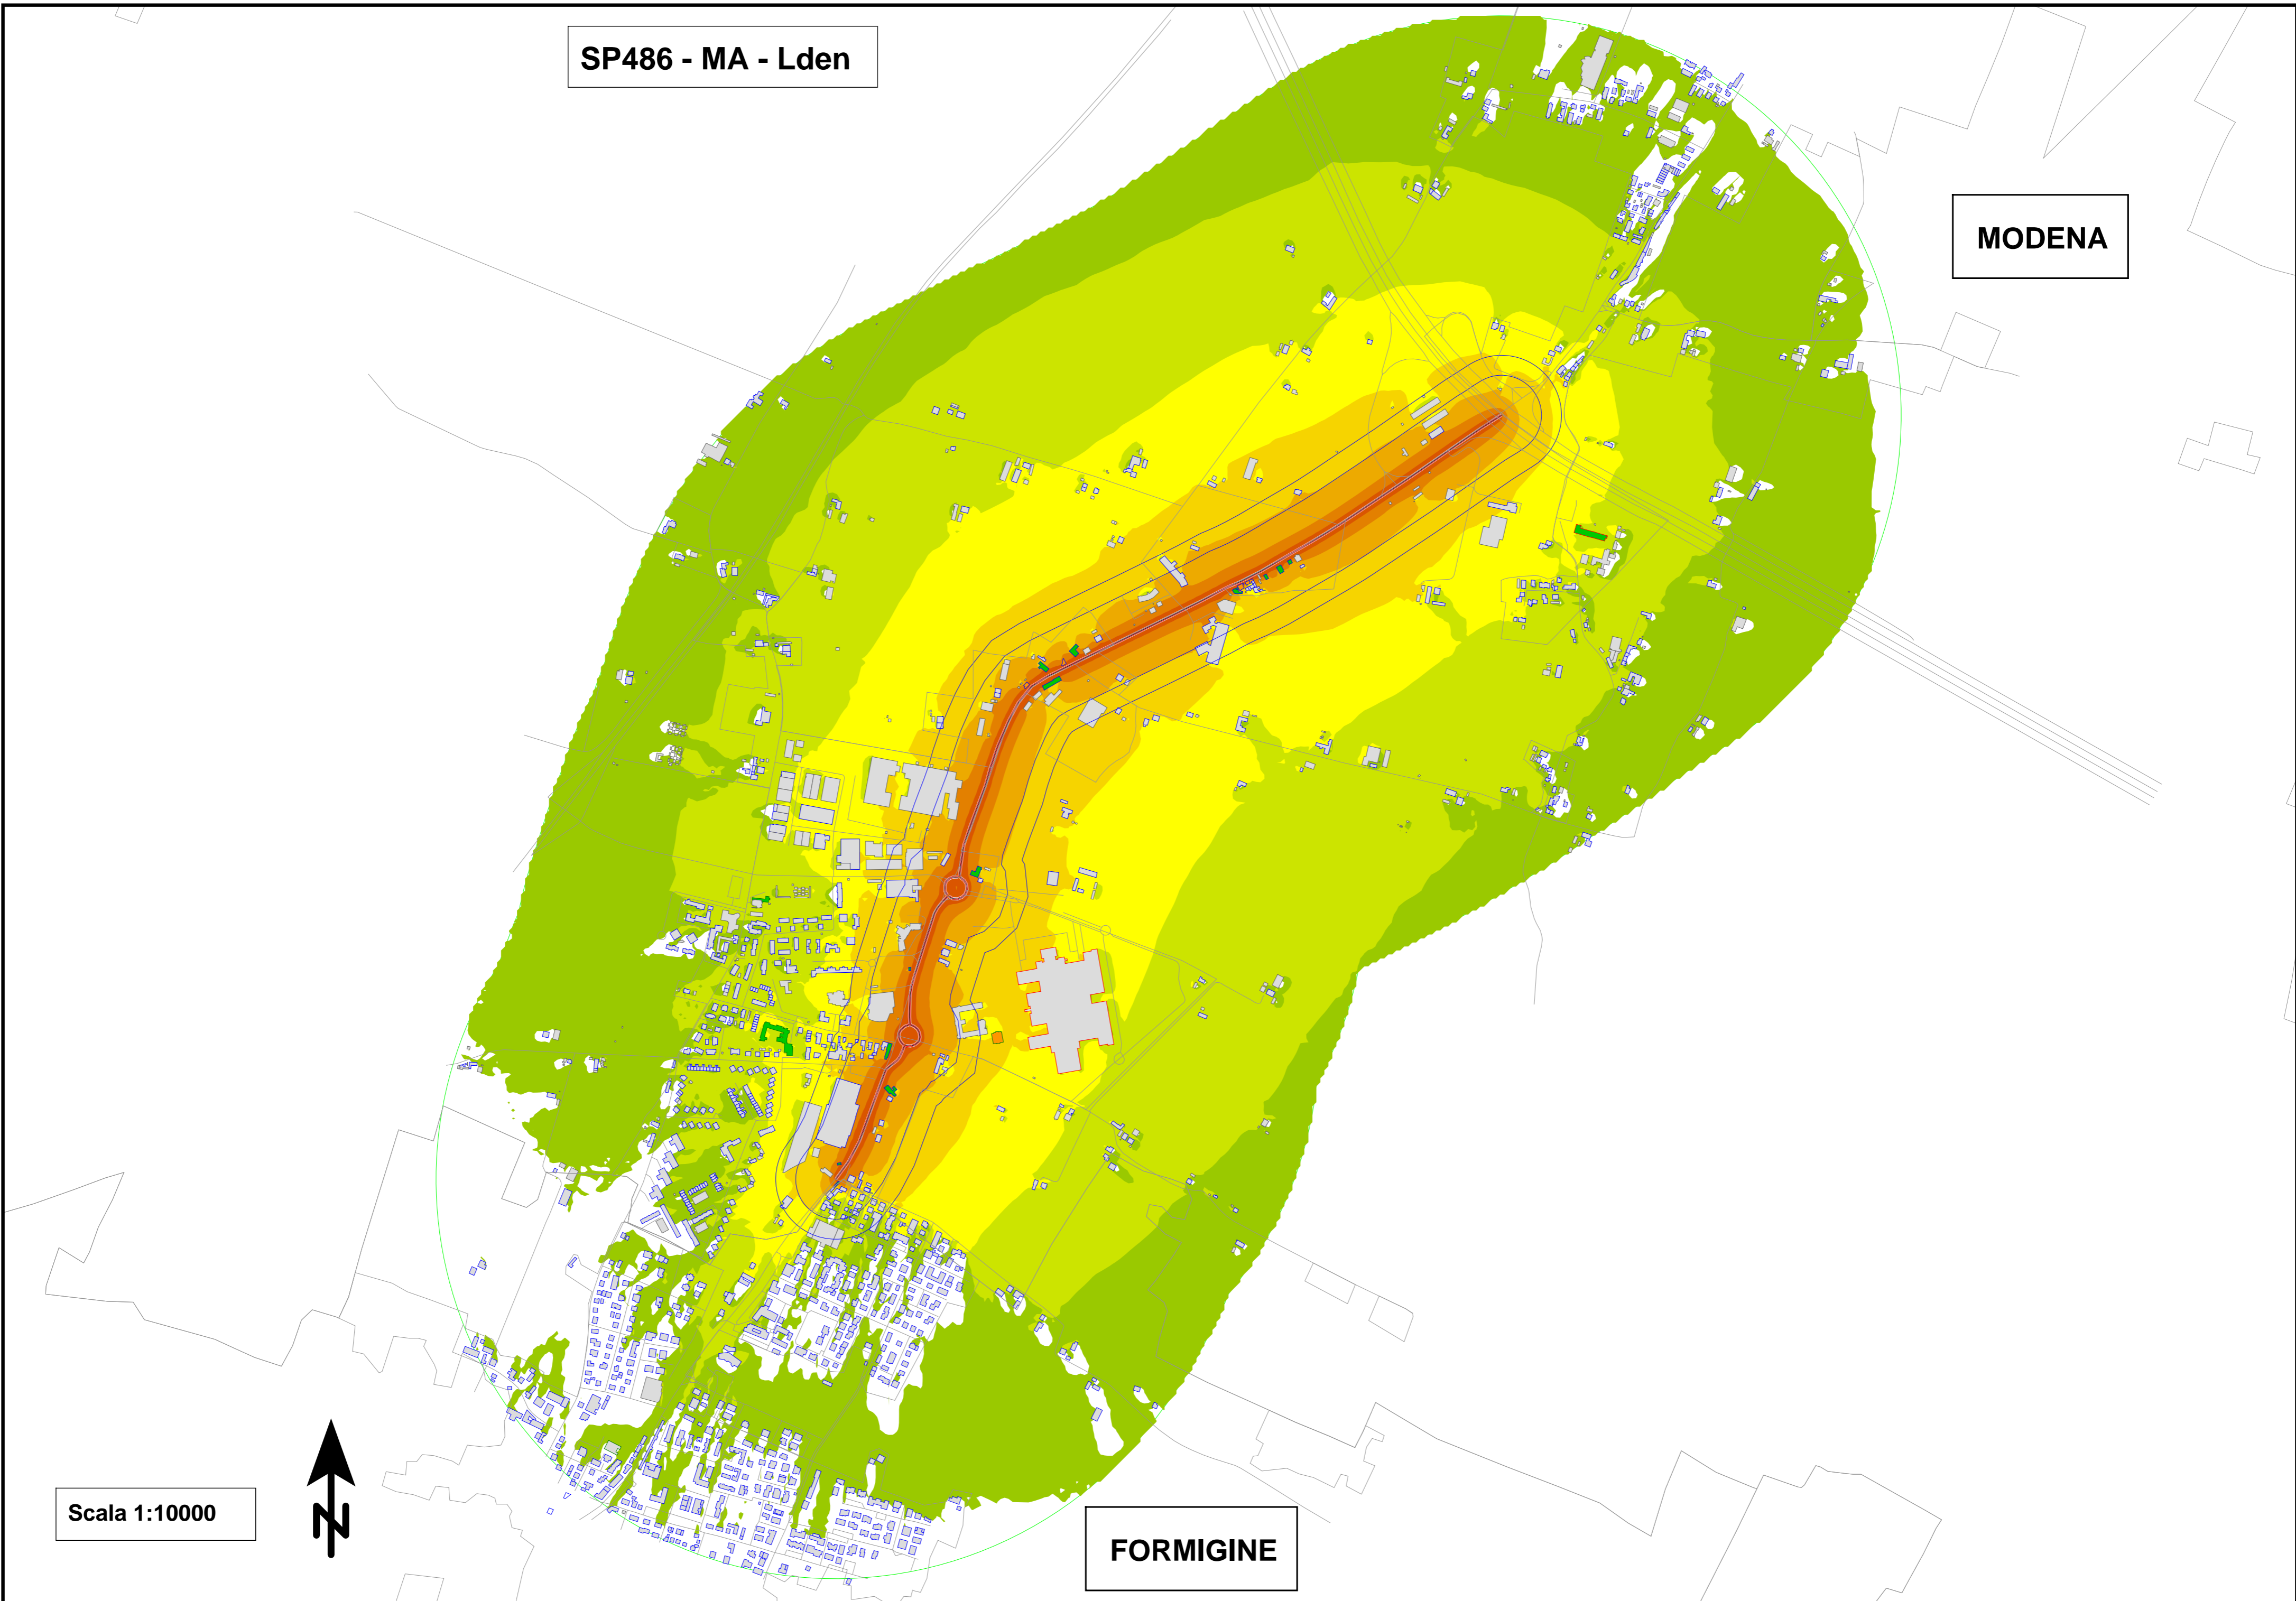 SP486 - MA - Lden
MODENA
Scala 1:10000
N
FORMIGINE